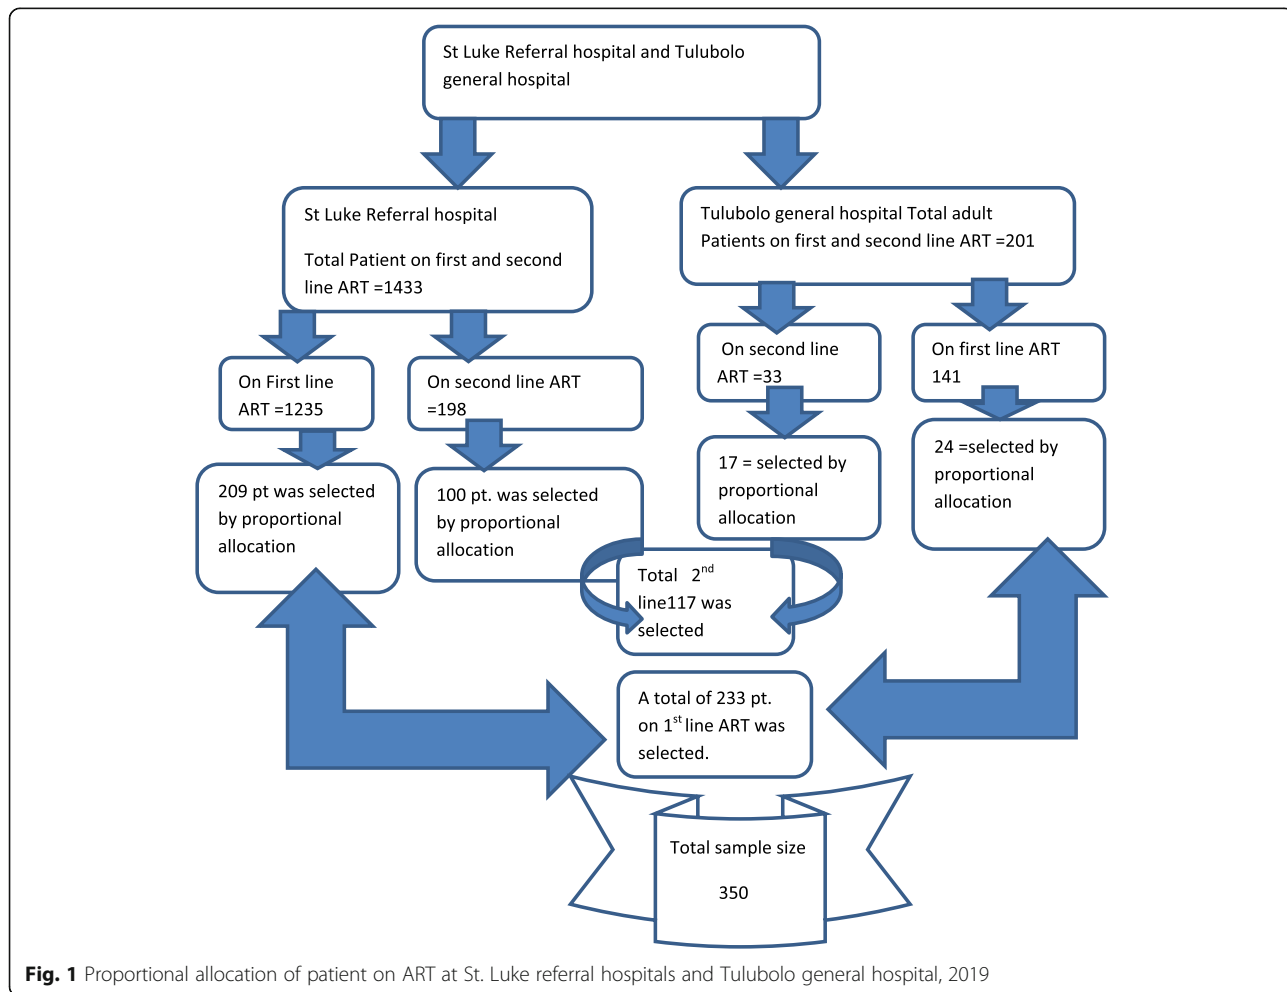 St Luke Referral hospital and Tulubolo
general hospital
St Luke Referral hospital
Total Patient on first and second
line ART =1433
Tulubolo general hospital Total adult
Patients on first and second line ART =201
On First line
ART =1235
On second line ART
=198
On second line
ART =33
On first line ART
141
209 pt was selected
by proportional
allocation
100 pt. was selected
by proportional
allocation
17 = selected by
proportional
allocation
24 =selected by
proportional
allocation
Total 2nd
line117 was
selected
A total of 233 pt.
on 1st line ART was
selected.
Total sample size
350
Fig. 1 Proportional allocation of patient on ART at St. Luke referral hospitals and Tulubolo general hospital, 2019